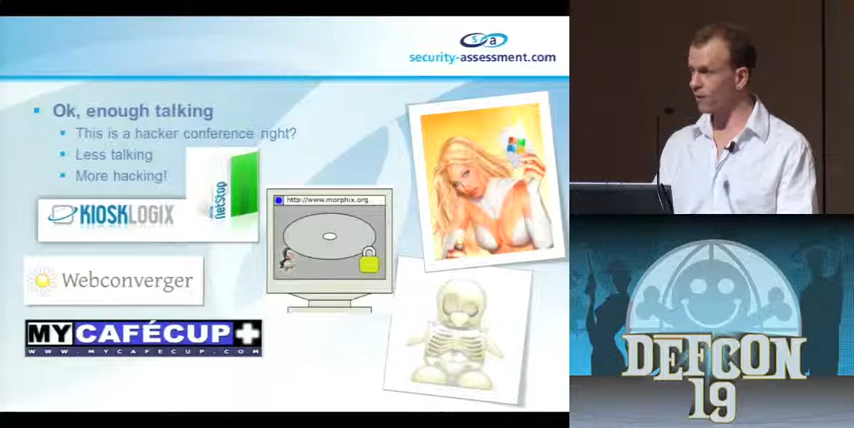 sa
security-assessment.com
Ok, enough talking
This is a hacker conference right?
Less talking
More hacking!
netStop
KIOSKLOGIX
http://www.morphix.org
Webconverger
MYCAFÉCUP
WWW.MYCAFECUP.COM
DEFCON
19